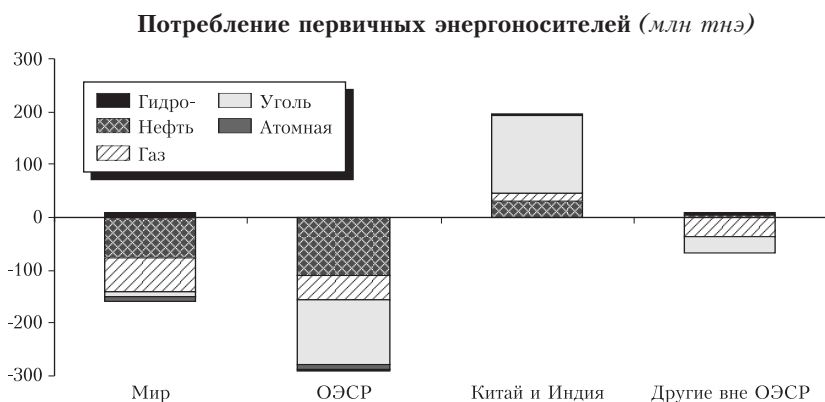 Потребление первичных энергоносителей (млн тнэ)
300
200
100
0
-100
-200
-300
Гидро-
Уголь
Нефть
Атомная
Газ
Мир
ОЭСР
Китай и Индия
Другие вне ОЭСР